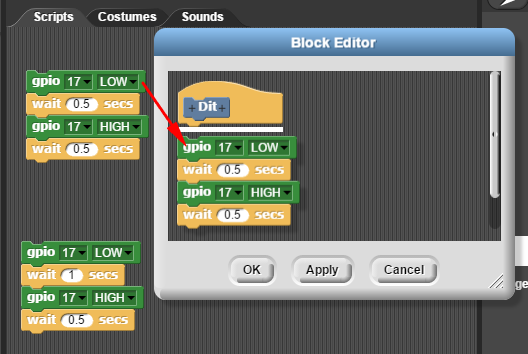 Scripts Costumes Sounds
Block Editor
gpio 17 LOW
wait 0.5 secs
gpio 17 HIGH
wait 0.5 secs
+ Dit +
gpio 17 LOW
wait 0.5 secs
gpio 17 HIGH
wait 0.5 secs
gpio 17 LOW
wait 1 secs
gpio 17 HIGH
wait 0.5 secs
OK Apply Cancel